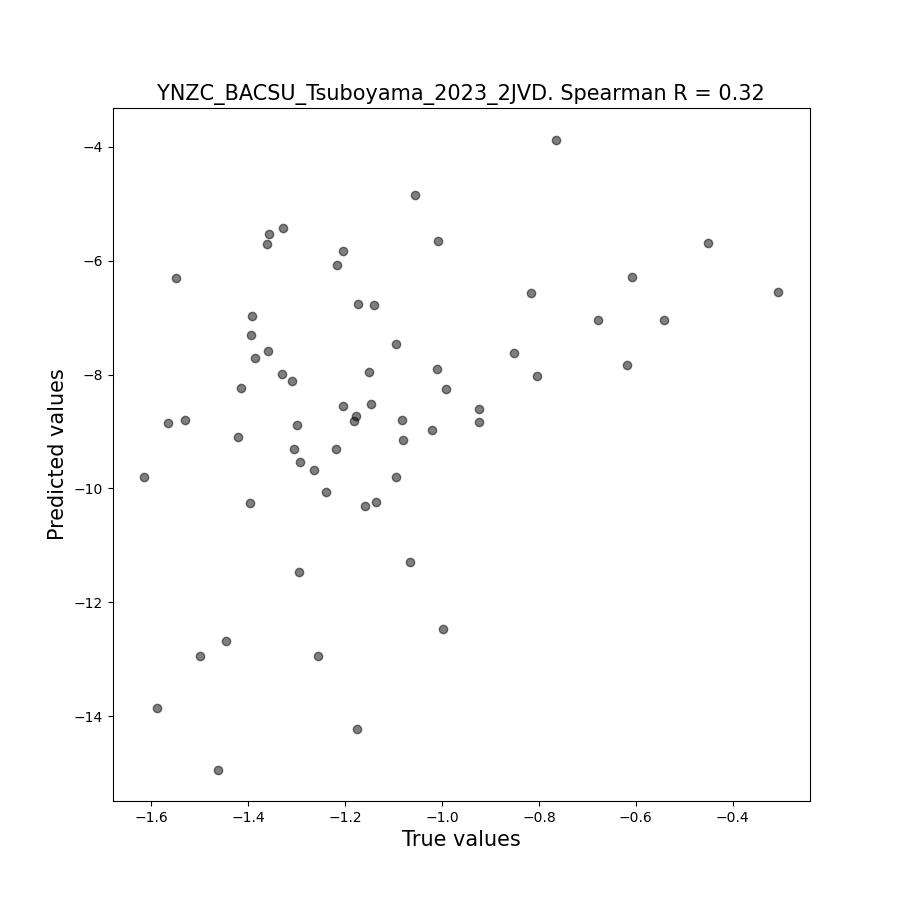 YNZC_BACSU_Tsuboyama_2023_2JVD. Spearman R = 0.32
−4
−6
−8
−10
−12
−14
Predicted values
−1.6 −1.4 −1.2 −1.0 −0.8 −0.6 −0.4
True values